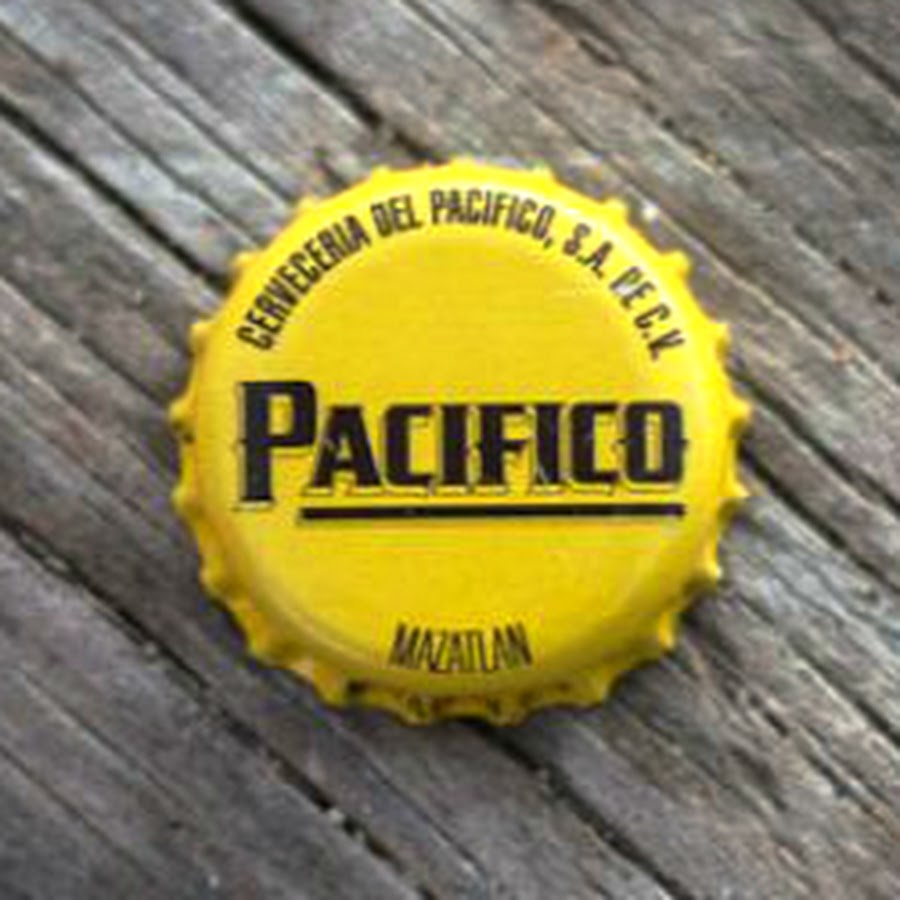 CERVECERIA DEL PACIFICO, S.A. DE C.V.
PACIFICO
MAZATLAN